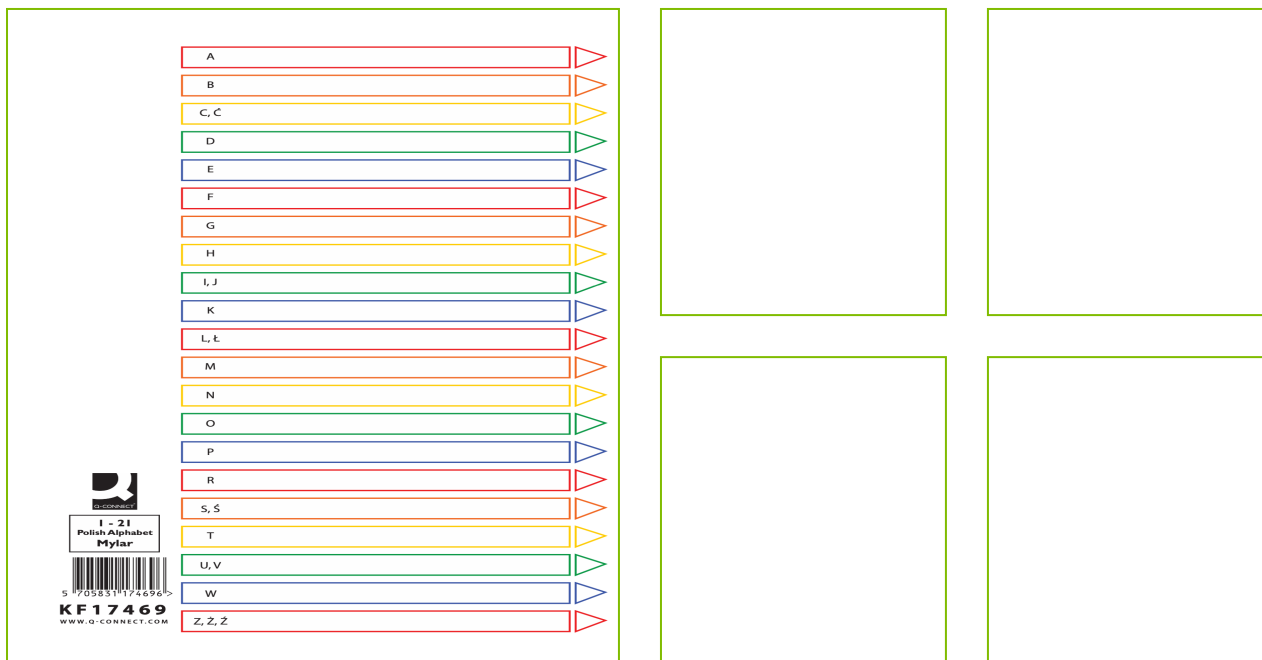 A
B
C, Ć
D
E
F
G
H
I, J
K
L, Ł
M
N
O
P
R
S, Ś
T
U, V
W
Z, Ż, Ź
Q-CONNECT
1 - 21
Polish Alphabet
Mylar
5 705831 174696 >
KF17469
WWW.Q-CONNECT.COM